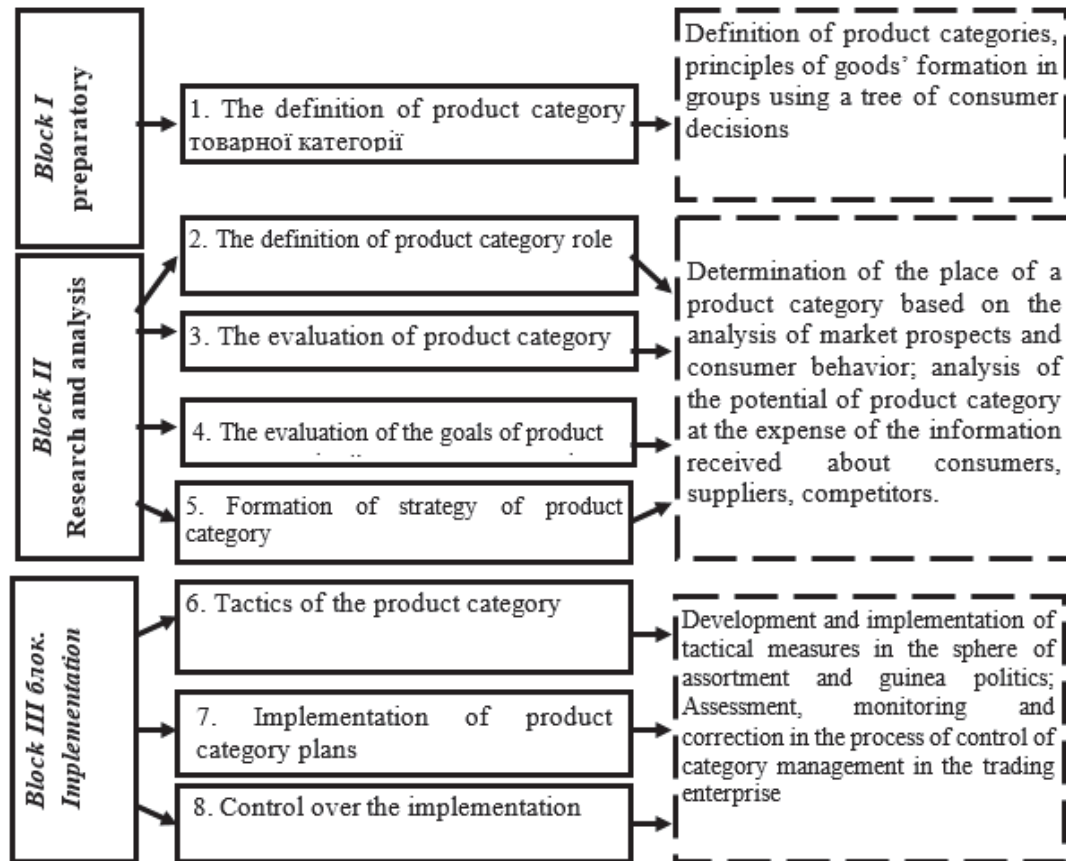 Block I
preparatory
1. The definition of product category
товарної категорії
Definition of product categories,
principles of goods' formation in
groups using a tree of consumer
decisions
Block II
Research and analysis
2. The definition of product category role
3. The evaluation of product category
4. The evaluation of the goals of product
5. Formation of strategy of product
category
Determination of the place of a
product category based on the
analysis of market prospects and
consumer behavior; analysis of
the potential of product category
at the expense of the information
received about consumers,
suppliers, competitors.
Block III блок.
Implementation
6. Tactics of the product category
7. Implementation of product
category plans
8. Control over the implementation
Development and implementation of
tactical measures in the sphere of
assortment and guinea politics;
Assessment, monitoring and
correction in the process of control of
category management in the trading
enterprise